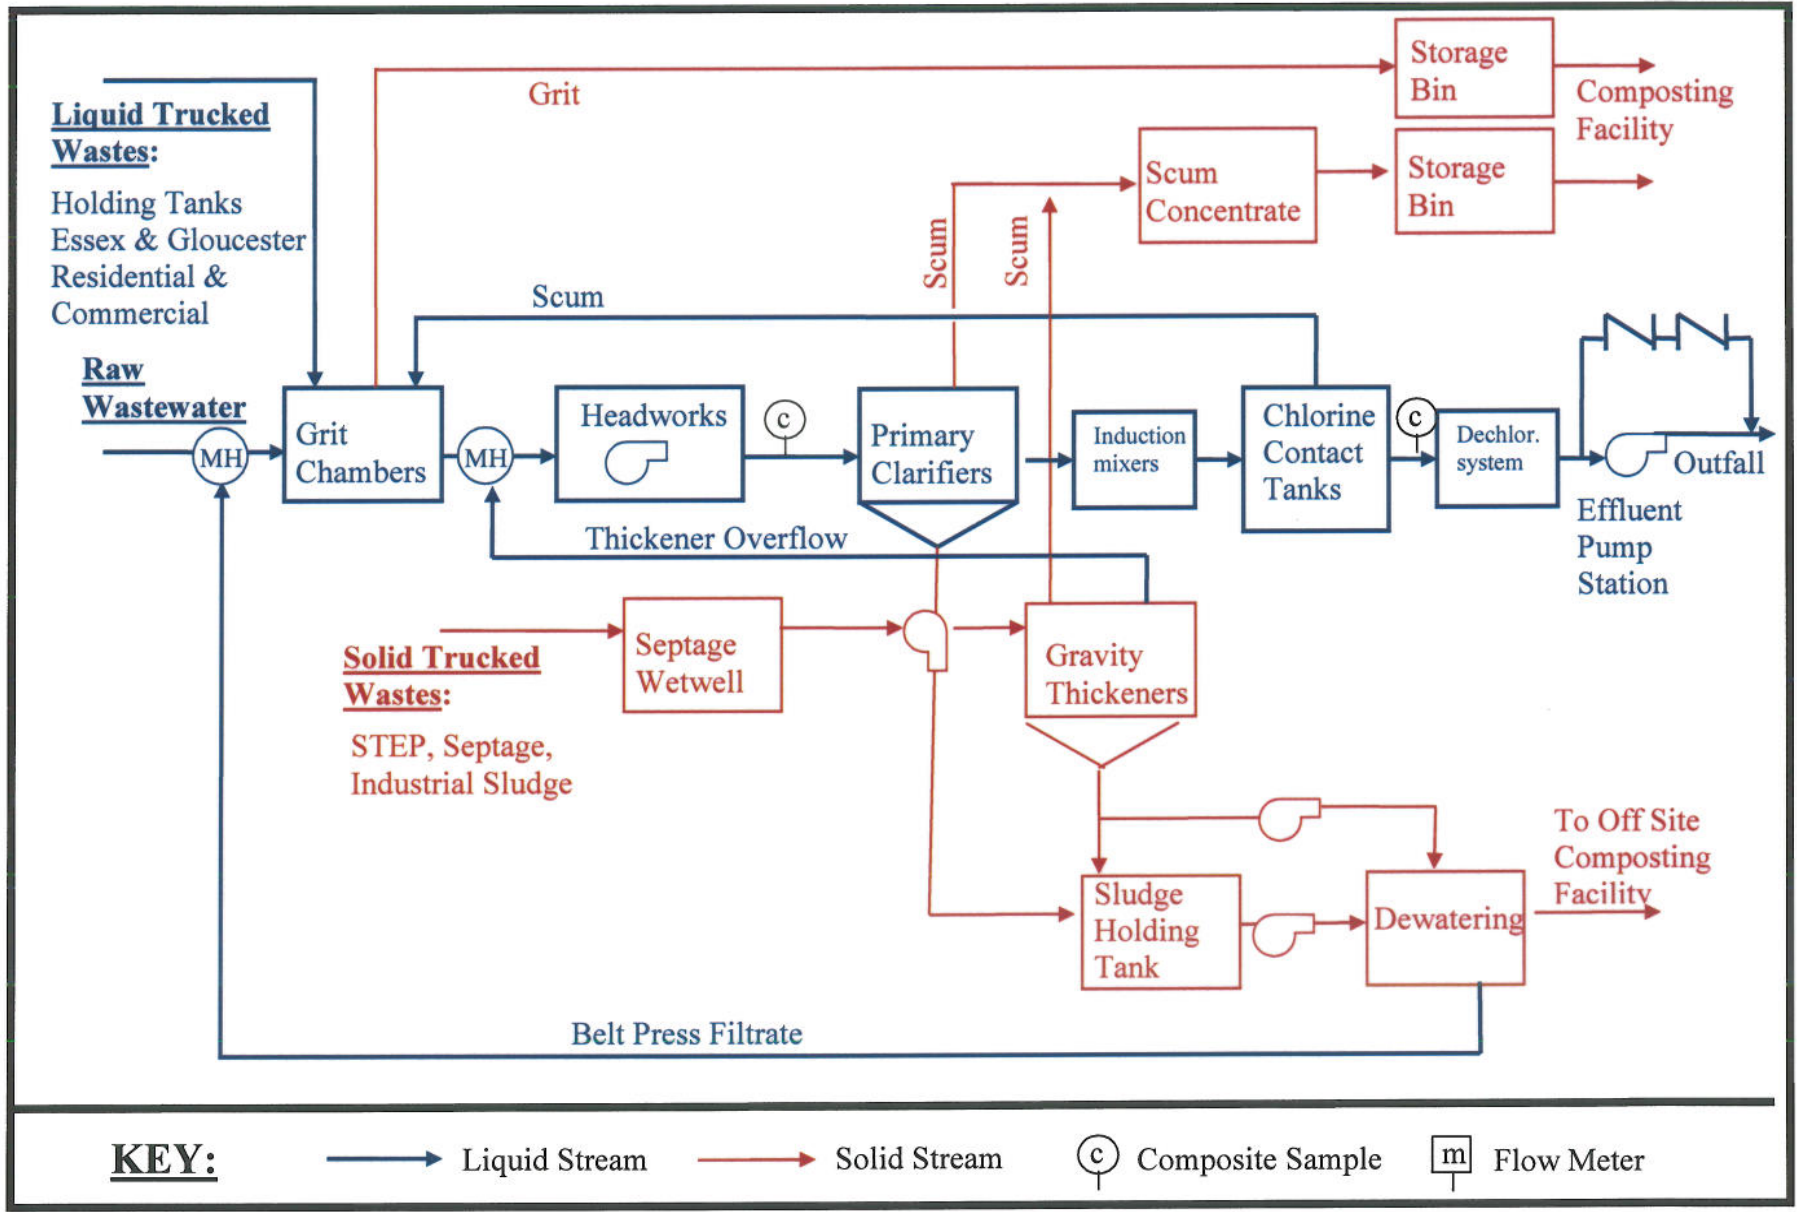 Storage
Bin
Composting
Facility
Grit
Liquid Trucked
Wastes:
Holding Tanks
Essex & Gloucester
Residential &
Commercial
Scum
Concentrate
Storage
Bin
Scum
Scum
Scum
Raw
Wastewater
MH
Grit
Chambers
MH
Headworks
c
Primary
Clarifiers
Induction
mixers
Chlorine
Contact
Tanks
c
Dechlor.
system
Outfall
Effluent
Pump
Station
Thickener Overflow
Solid Trucked
Wastes:
STEP, Septage,
Industrial Sludge
Septage
Wetwell
Gravity
Thickeners
Sludge
Holding
Tank
Dewatering
To Off Site
Composting
Facility
Belt Press Filtrate
KEY:
Liquid Stream
Solid Stream
c
Composite Sample
m
Flow Meter